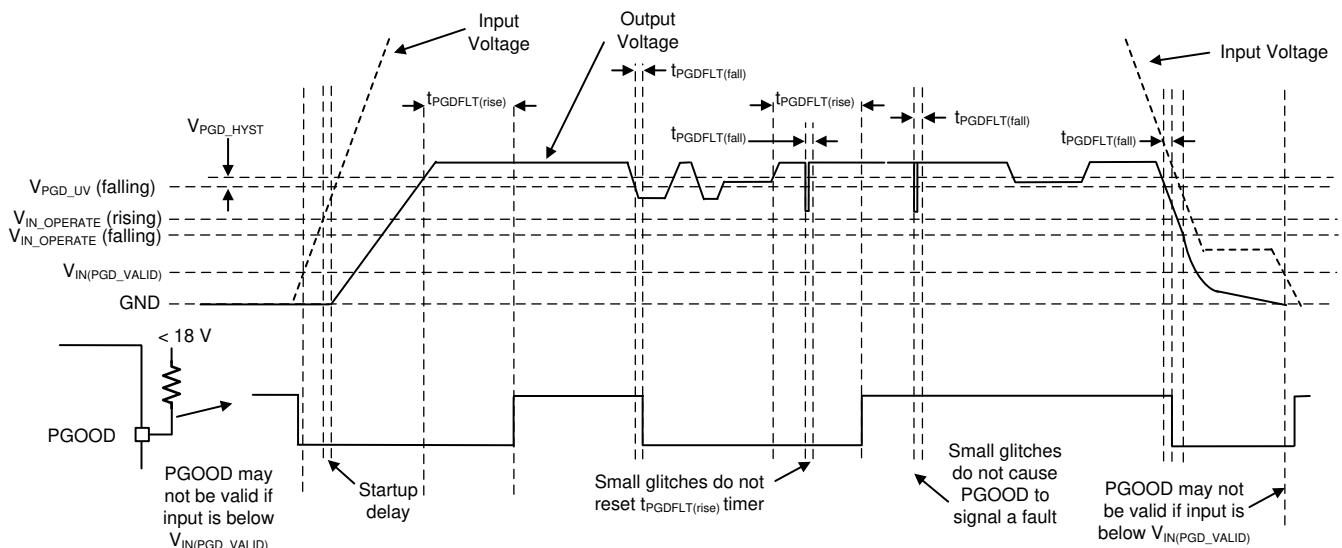 Input
Voltage
Output
Voltage
Input Voltage
tPGDFLT(fall)
tPGDFLT(rise)
tPGDFLT(rise)
tPGDFLT(fall)
tPGDFLT(fall)
tPGDFLT(fall)
VPGD_HYST
VPGD_UV (falling)
VIN_OPERATE (rising)
VIN_OPERATE (falling)
VIN(PGD_VALID)
GND
< 18 V
PGOOD
PGOOD may
not be valid if
input is below
VIN(PGD_VALID)
Startup
delay
Small glitches do not
reset tPGDFLT(rise) timer
Small glitches
do not cause
PGOOD to
signal a fault
PGOOD may not
be valid if input is
below VIN(PGD_VALID)